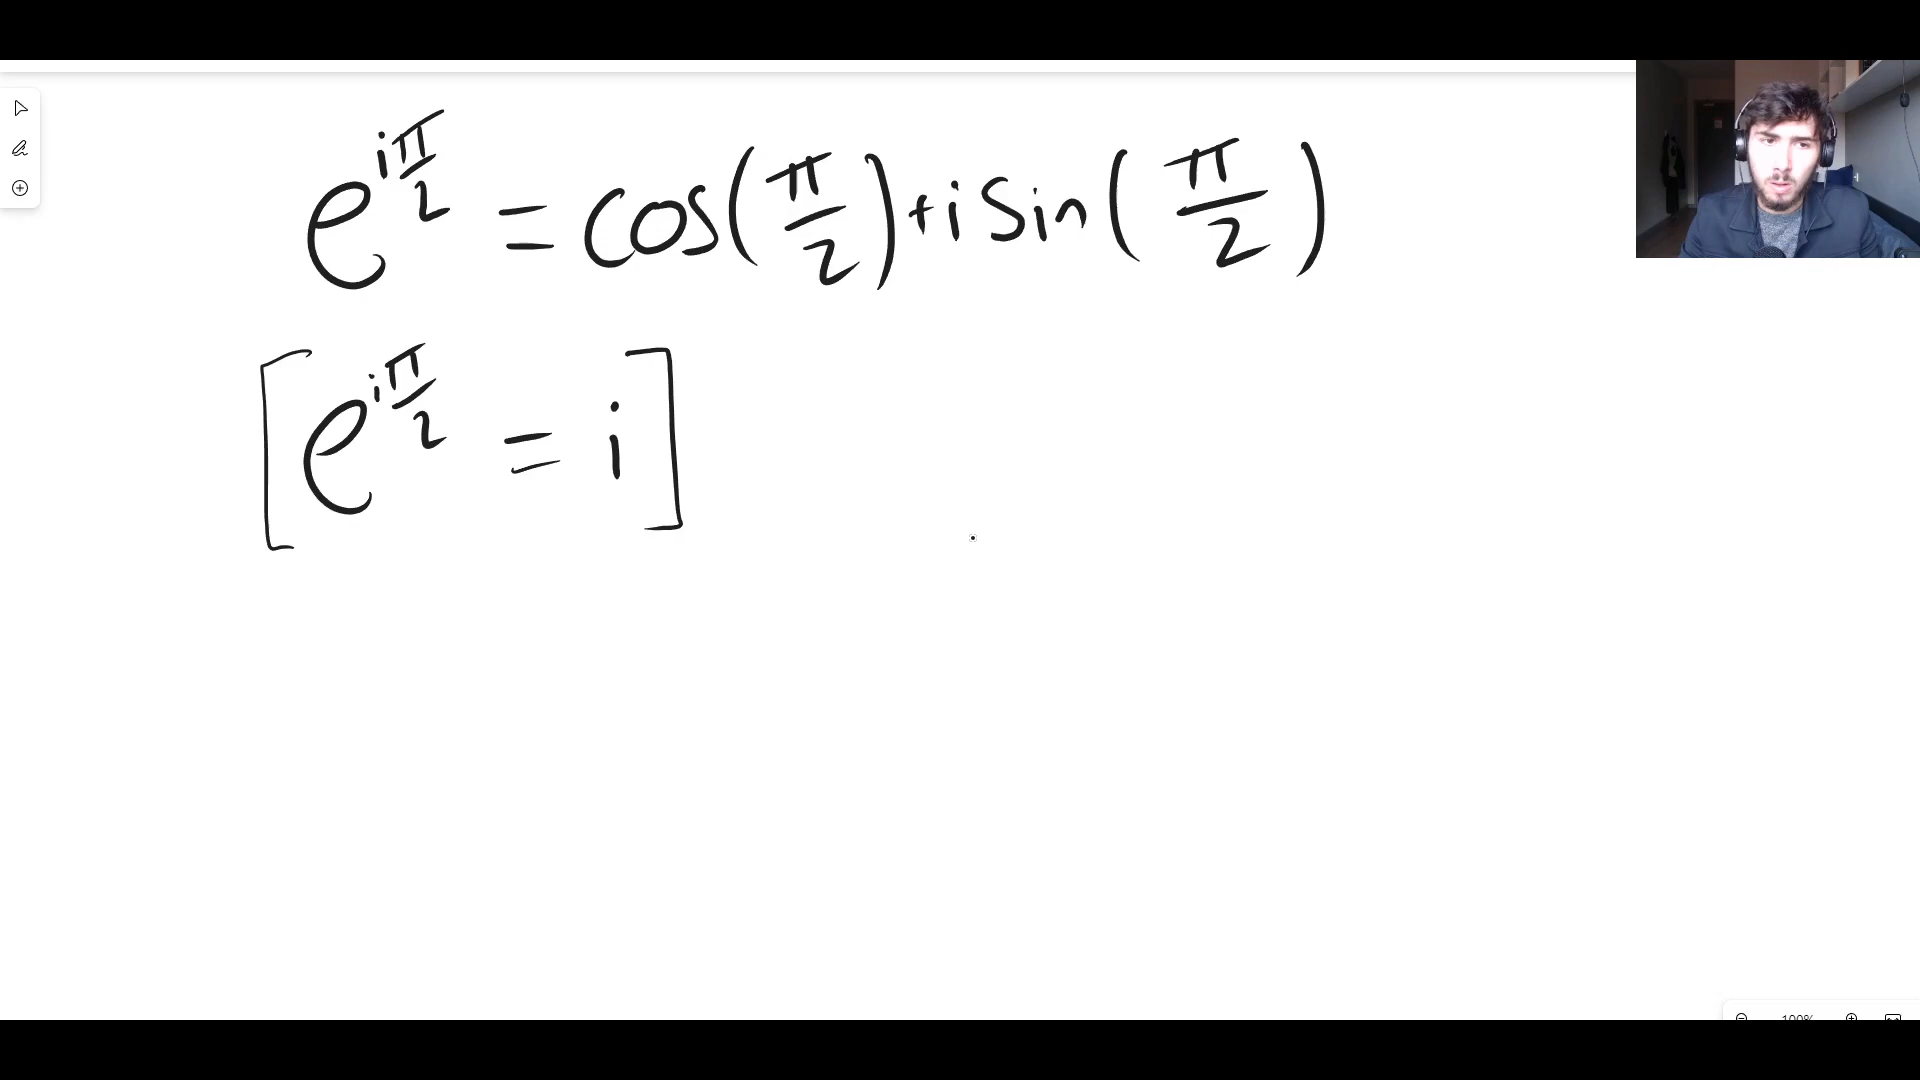 e^{iπ/2} = cos(π/2) + i sin(π/2)
[e^{iπ/2} = i]